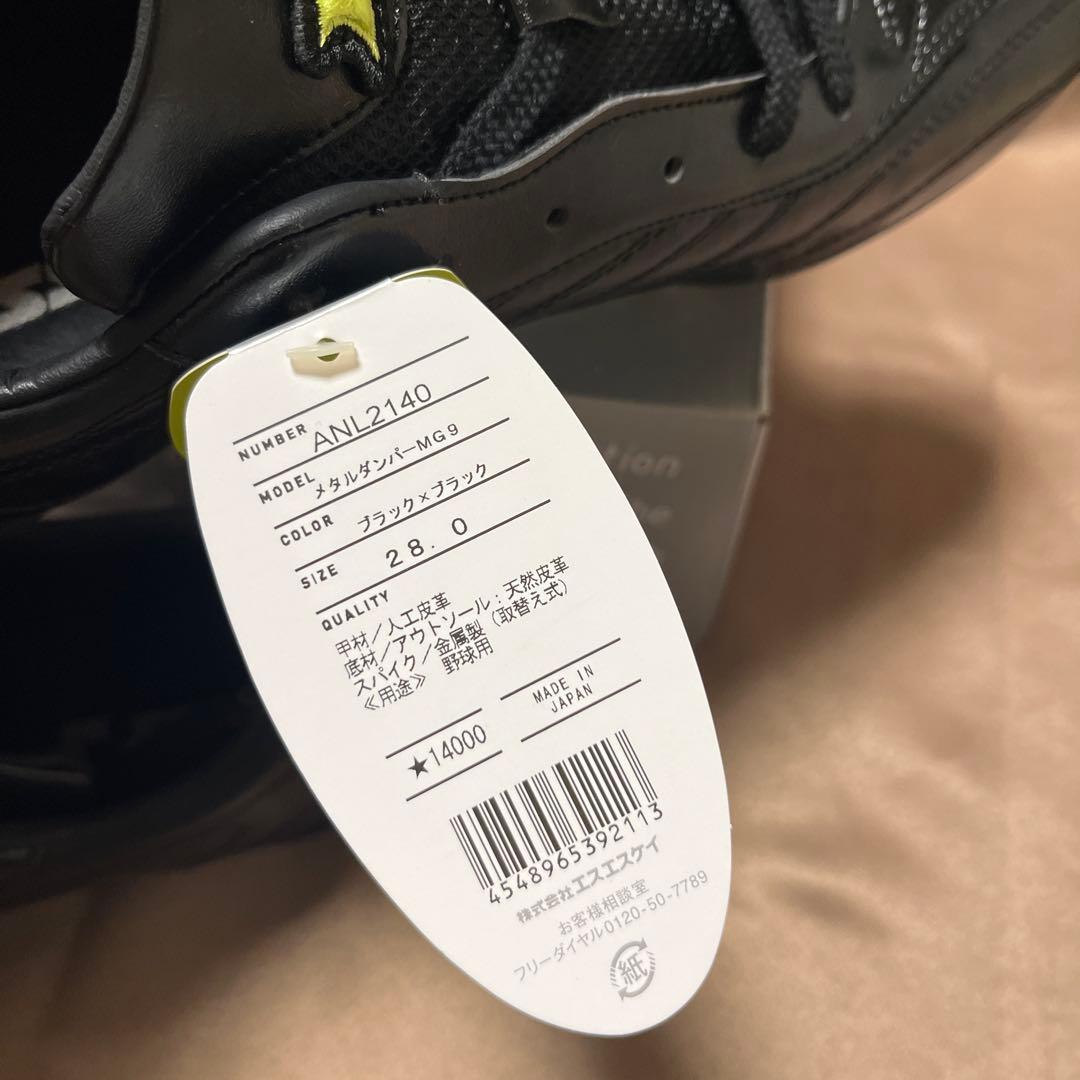 NUMBER ANL2140
MODEL メタルダンパーMG9
COLOR ブラック×ブラック
SIZE 28.0
QUALITY
甲材/人工皮革
底材/アウトソール:天然皮革
スパイク/金属製(取替え式)
≪用途≫ 野球用
★14000
MADE IN
JAPAN
4548965392113
株式会社エスエスケイ
お客様相談室
フリーダイヤル0120-50-7789
紙